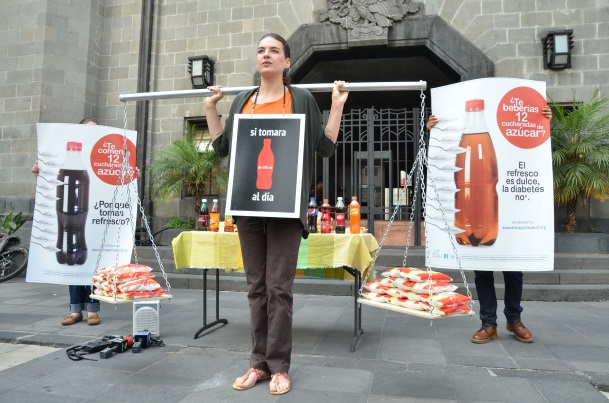 ¿Te comerías 12 cucharadas de azúcar?
¿Por qué tomas refresco?
si tomara
al día
¿Te beberías 12 cucharadas de azúcar?
El refresco es dulce, la diabetes no.